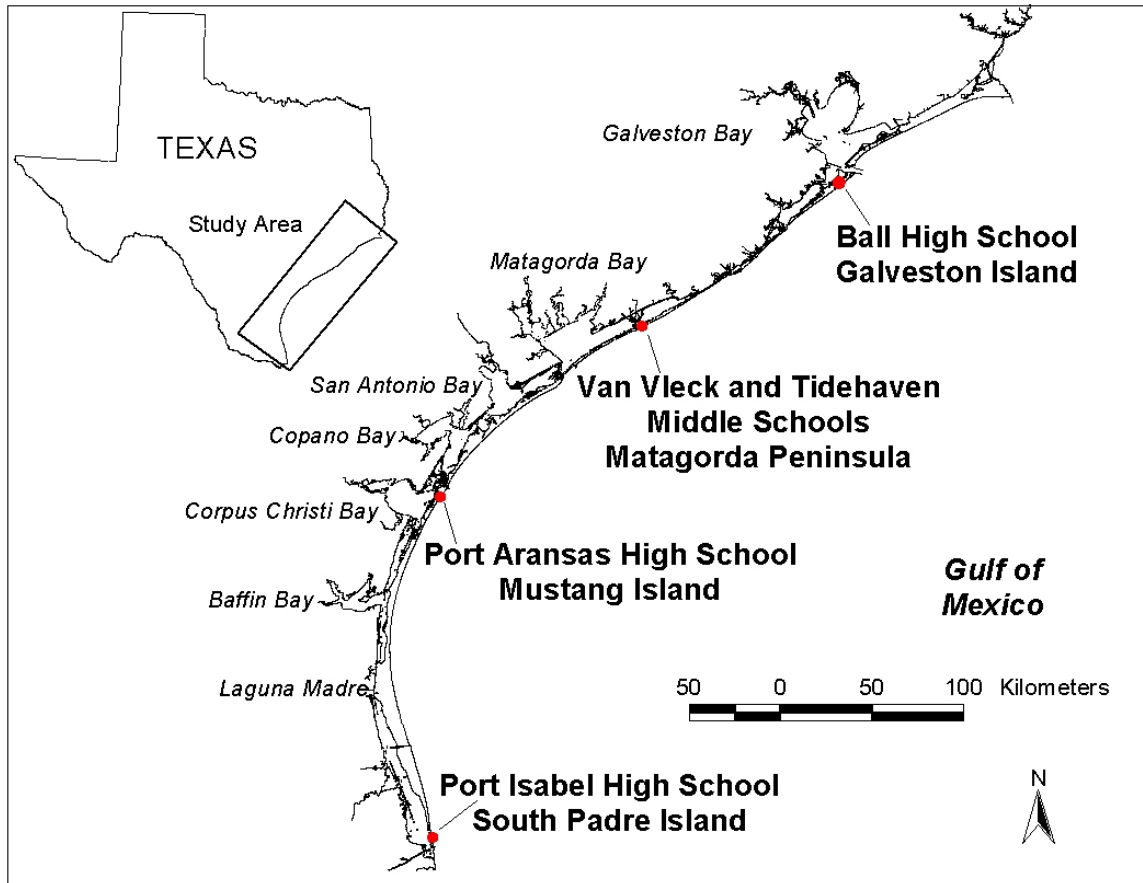 TEXAS
Study Area
Galveston Bay
Ball High School
Galveston Island
Matagorda Bay
Van Vleck and Tidehaven
Middle Schools
Matagorda Peninsula
San Antonio Bay
Copano Bay
Corpus Christi Bay
Port Aransas High School
Mustang Island
Gulf of
Mexico
Baffin Bay
Laguna Madre
50 0 50 100 Kilometers
Port Isabel High School
South Padre Island
N